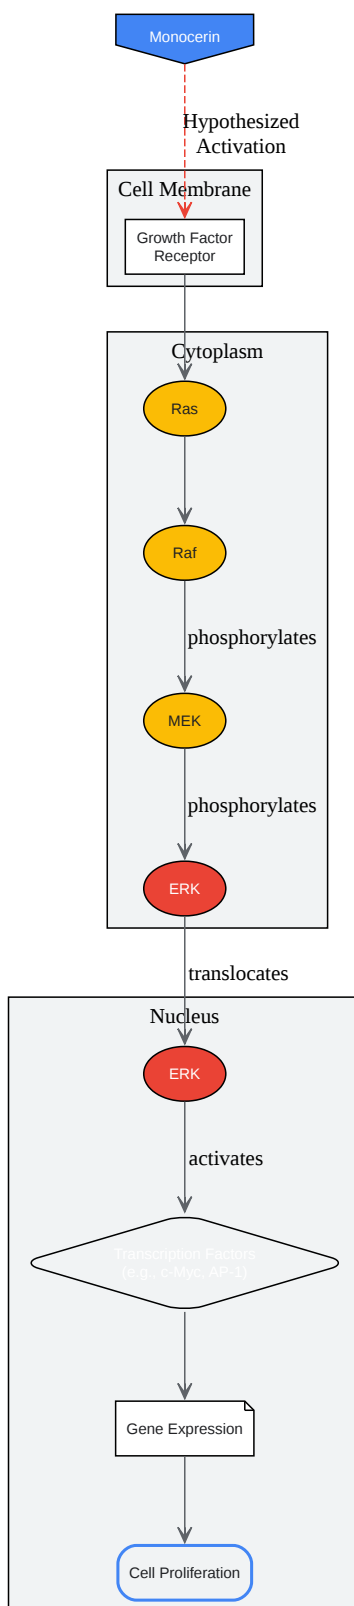 Monocerin
Hypothesized
Activation
Cell Membrane
Growth Factor
Receptor
Cytoplasm
Ras
Raf
phosphorylates
MEK
phosphorylates
ERK
translocates
Nucleus
ERK
activates
Transcription Factors
(e.g., c-Myc, AP-1)
Gene Expression
Cell Proliferation